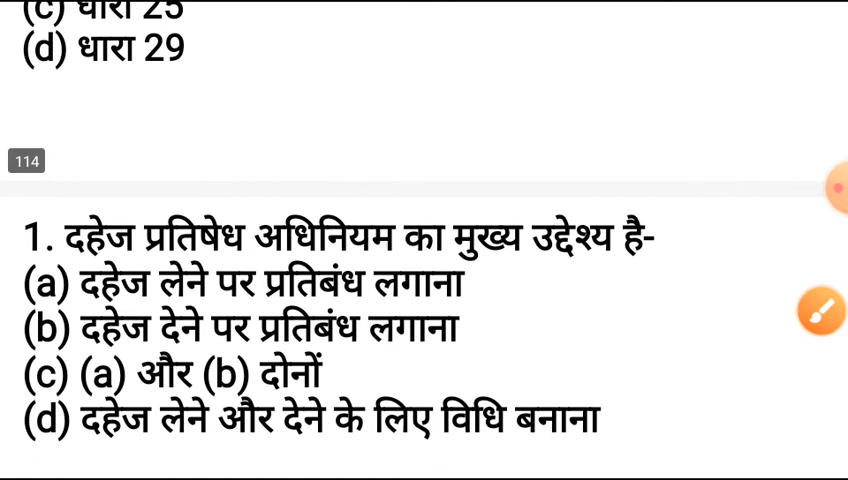 (c) धारा 25
(d) धारा 29
114
1. दहेज प्रतिषेध अधिनियम का मुख्य उद्देश्य है-
(a) दहेज लेने पर प्रतिबंध लगाना
(b) दहेज देने पर प्रतिबंध लगाना
(c) (a) और (b) दोनों
(d) दहेज लेने और देने के लिए विधि बनाना